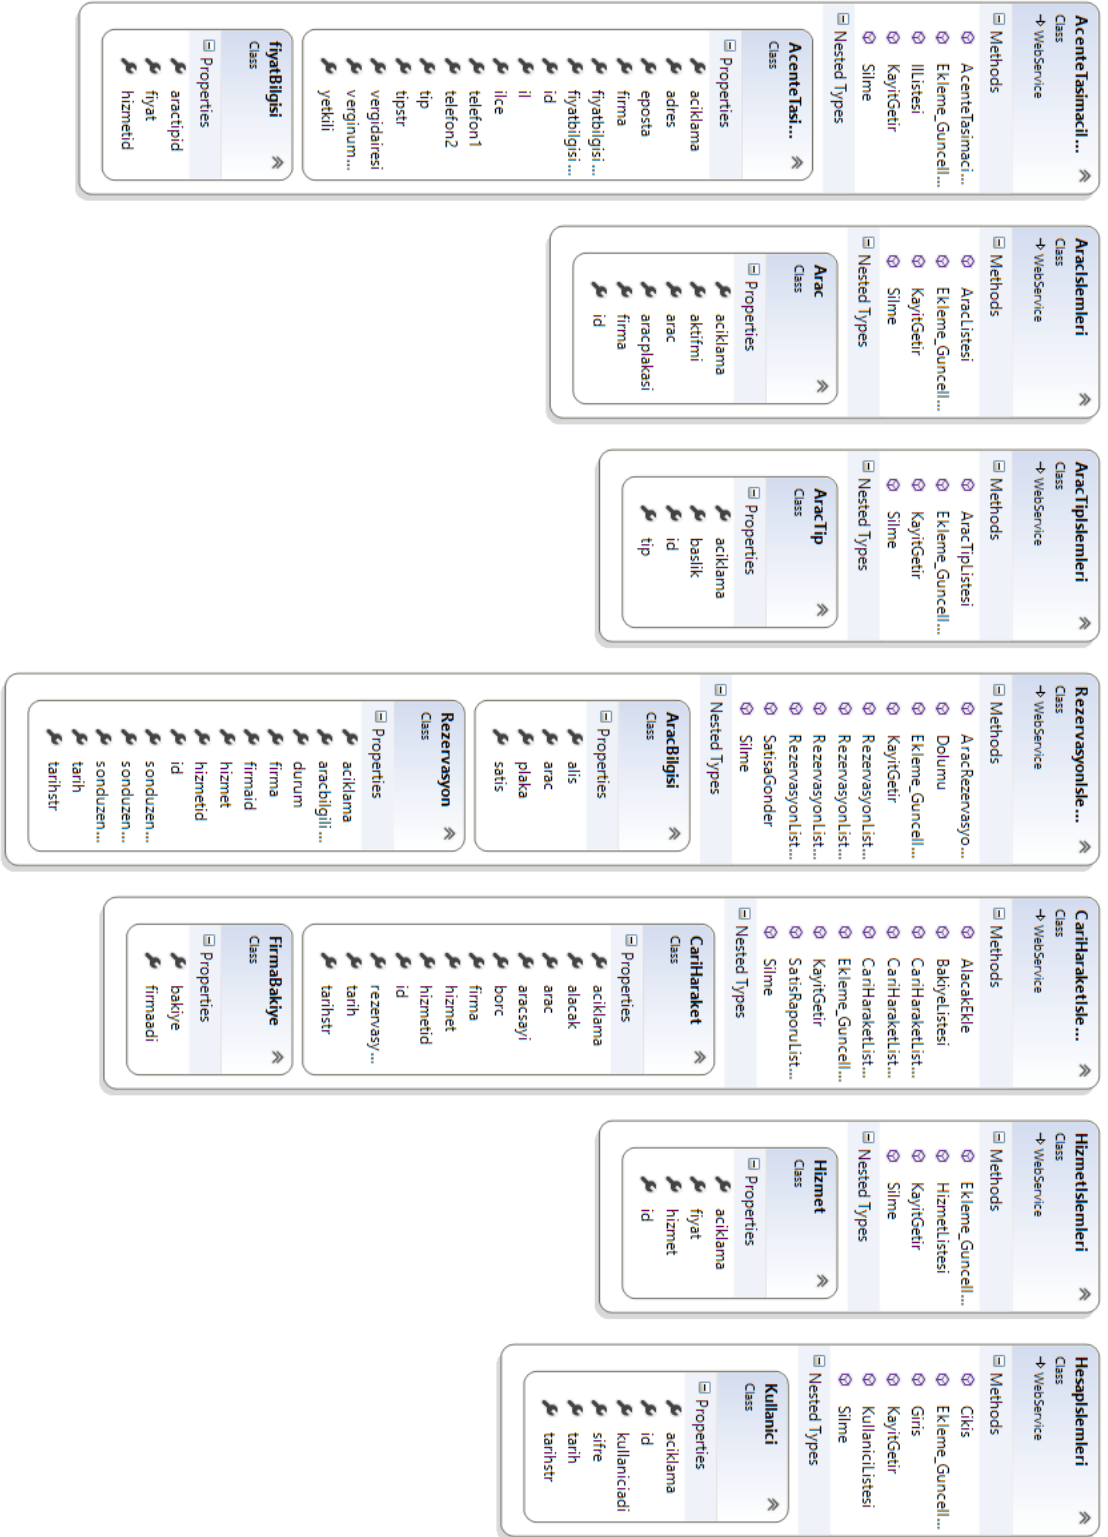 AcenteTasimacil...
Class
WebService
Methods
AcenteTasimaci...
Ekleme_Guncell...
IlListesi
KayitGetir
Silme
Nested Types
AcenteTasi...
Class
Properties
aciklama
adres
eposta
firma
fiyatbilgisi...
fiyatbilgisi...
id
il
ilce
telefon1
telefon2
tip
tipstr
vergidairesi
verginum...
yetkili
fiyatBilgisi
Class
Properties
aractipid
fiyat
hizmetid
AracIslemleri
Class
WebService
Methods
AracListesi
Ekleme_Guncell...
KayitGetir
Silme
Nested Types
Arac
Class
Properties
aciklama
aktifmi
arac
aracplakasi
firma
id
AracTipIslemleri
Class
WebService
Methods
AracTipListesi
Ekleme_Guncell...
KayitGetir
Silme
Nested Types
AracTip
Class
Properties
aciklama
baslik
id
tip
RezervasyonIsle...
Class
WebService
Methods
AracRezervasyo...
Dolumu
Ekleme_Guncell...
KayitGetir
RezervasyonList...
RezervasyonList...
RezervasyonList...
RezervasyonList...
SatisaGonder
Silme
Nested Types
AracBilgisi
Class
Properties
alis
arac
plaka
satis
Rezervasyon
Class
Properties
aciklama
aracbilgili...
durum
firma
firmaid
hizmet
hizmetid
id
sonduzen...
sonduzen...
sonduzen...
tarih
tarihstr
CariHaraketIsle...
Class
WebService
Methods
AlacakEkle
BakiyeListesi
CariHaraketList...
CariHaraketList...
CariHaraketList...
Ekleme_Guncell...
KayitGetir
SatisRaporuList...
Silme
Nested Types
CariHaraket
Class
Properties
aciklama
alacak
arac
aracsayi
borc
firma
hizmet
hizmetid
id
rezervasy...
tarih
tarihstr
FirmaBakiye
Class
Properties
bakiye
firmaadi
HizmetIslemleri
Class
WebService
Methods
Ekleme_Guncell...
HizmetListesi
KayitGetir
Silme
Nested Types
Hizmet
Class
Properties
aciklama
fiyat
hizmet
id
HesapIslemleri
Class
WebService
Methods
Cikis
Ekleme_Guncell...
Giris
KayitGetir
KullaniciListesi
Silme
Nested Types
Kullanici
Class
Properties
aciklama
id
kullaniciadi
sifre
tarih
tarihstr